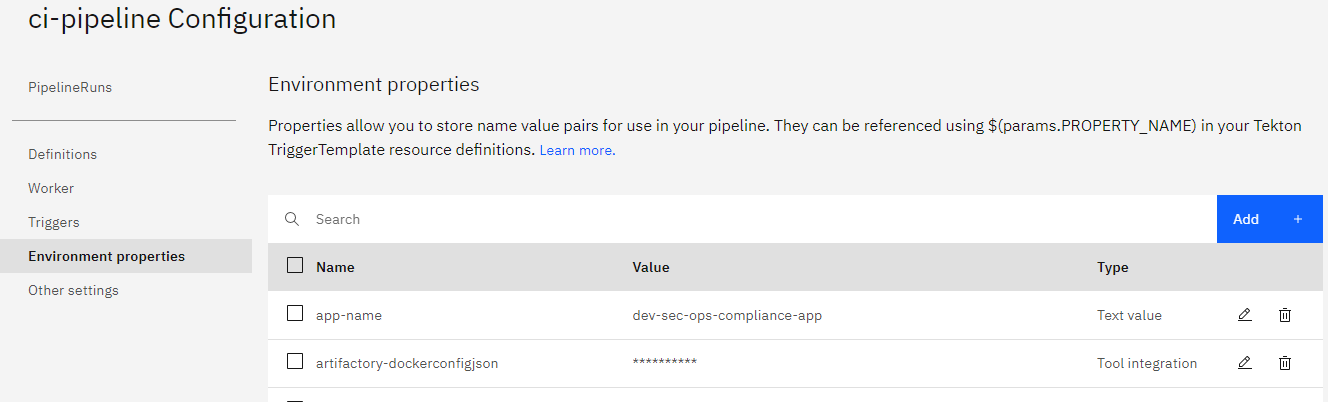 ci-pipeline Configuration
PipelineRuns
Definitions
Worker
Triggers
Environment properties
Other settings
Environment properties
Properties allow you to store name value pairs for use in your pipeline. They can be referenced using $(params.PROPERTY_NAME) in your Tekton
TriggerTemplate resource definitions. Learn more.
Search
Add +
Name Value Type
app-name dev-sec-ops-compliance-app Text value
artifactory-dockerconfigjson ********** Tool integration